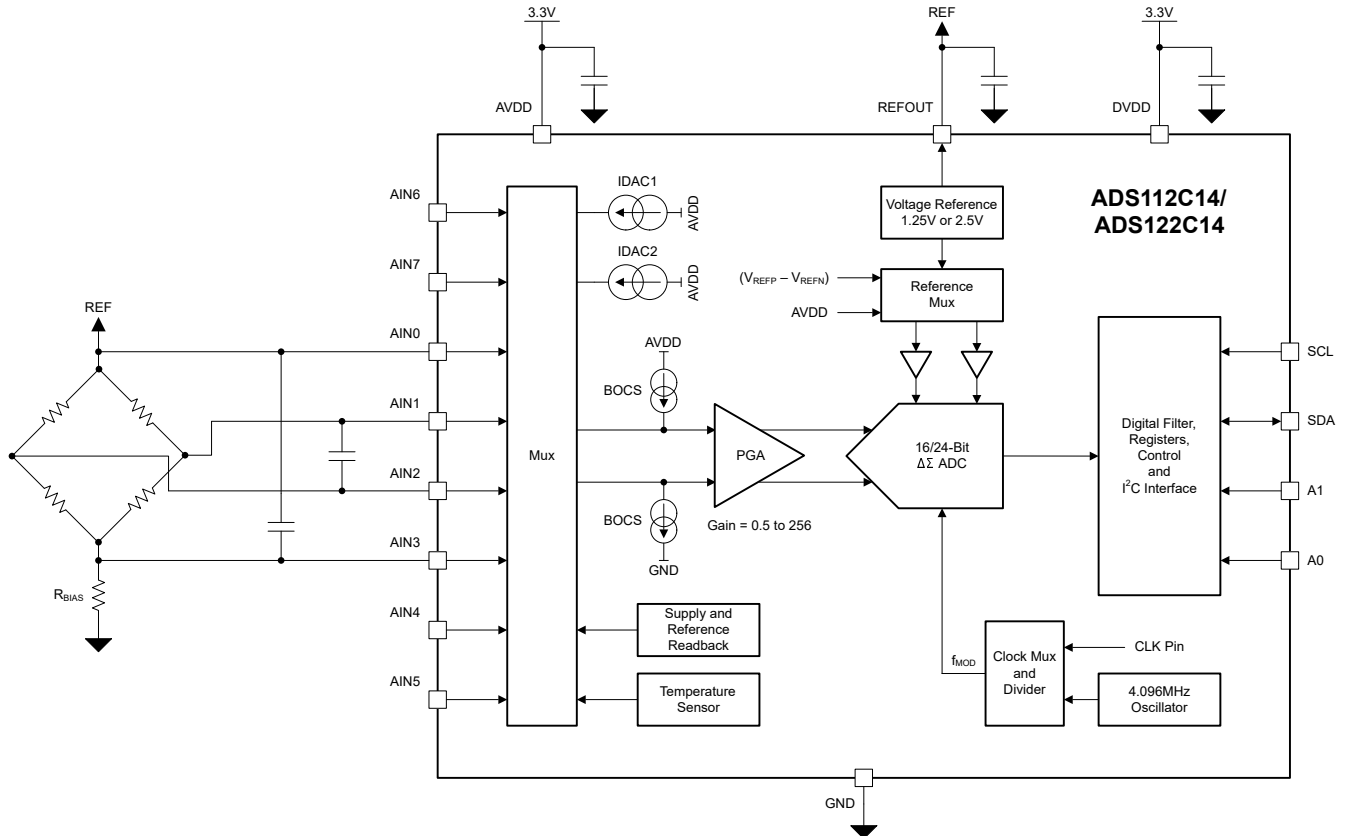 3.3V
REF
3.3V
AVDD
REFOUT
DVDD
AIN6
IDAC1
AVDD
Voltage Reference
1.25V or 2.5V
ADS112C14/
ADS122C14
AIN7
IDAC2
AVDD
(VREFP – VREFN)
Reference
Mux
AVDD
REF
AIN0
AVDD
BOCS
SCL
AIN1
SDA
Mux
PGA
16/24-Bit
ΔΣ ADC
Digital Filter,
Registers,
Control
and
I²C Interface
AIN2
A1
BOCS
Gain = 0.5 to 256
AIN3
GND
A0
RBIAS
AIN4
Supply and
Reference
Readback
fMOD
Clock Mux
and
Divider
CLK Pin
AIN5
Temperature
Sensor
4.096MHz
Oscillator
GND